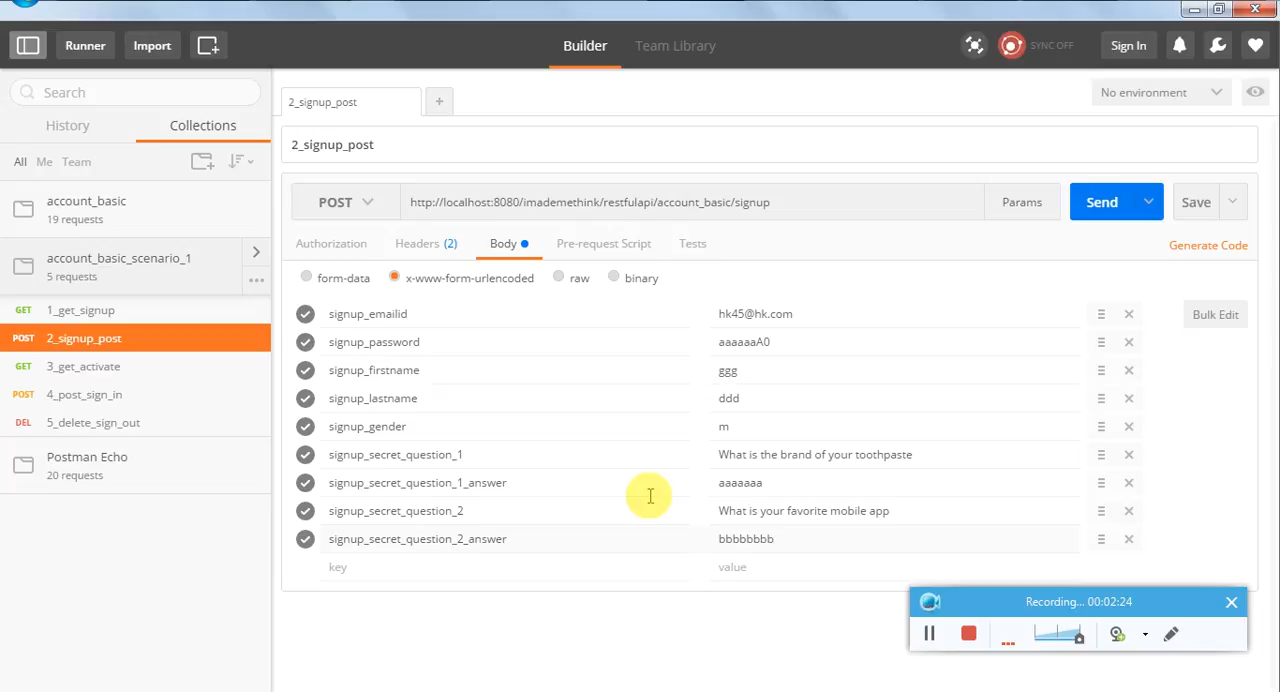 Runner
Import
Builder
Team Library
SYNC OFF
Sign In
Search
History
Collections
All Me Team
account_basic
19 requests
account_basic_scenario_1
5 requests
GET 1_get_signup
POST 2_signup_post
GET 3_get_activate
POST 4_post_sign_in
DEL 5_delete_sign_out
Postman Echo
20 requests
2_signup_post
+
No environment
2_signup_post
POST
http://localhost:8080/imademethink/restfulapi/account_basic/signup
Params
Send
Save
Authorization
Headers (2)
Body
Pre-request Script
Tests
Generate Code
form-data
x-www-form-urlencoded
raw
binary
signup_emailid hk45@hk.com
Bulk Edit
signup_password aaaaaaA0
signup_firstname ggg
signup_lastname ddd
signup_gender m
signup_secret_question_1 What is the brand of your toothpaste
signup_secret_question_1_answer aaaaaaa
signup_secret_question_2 What is your favorite mobile app
signup_secret_question_2_answer bbbbbbbb
key value
Recording... 00:02:24